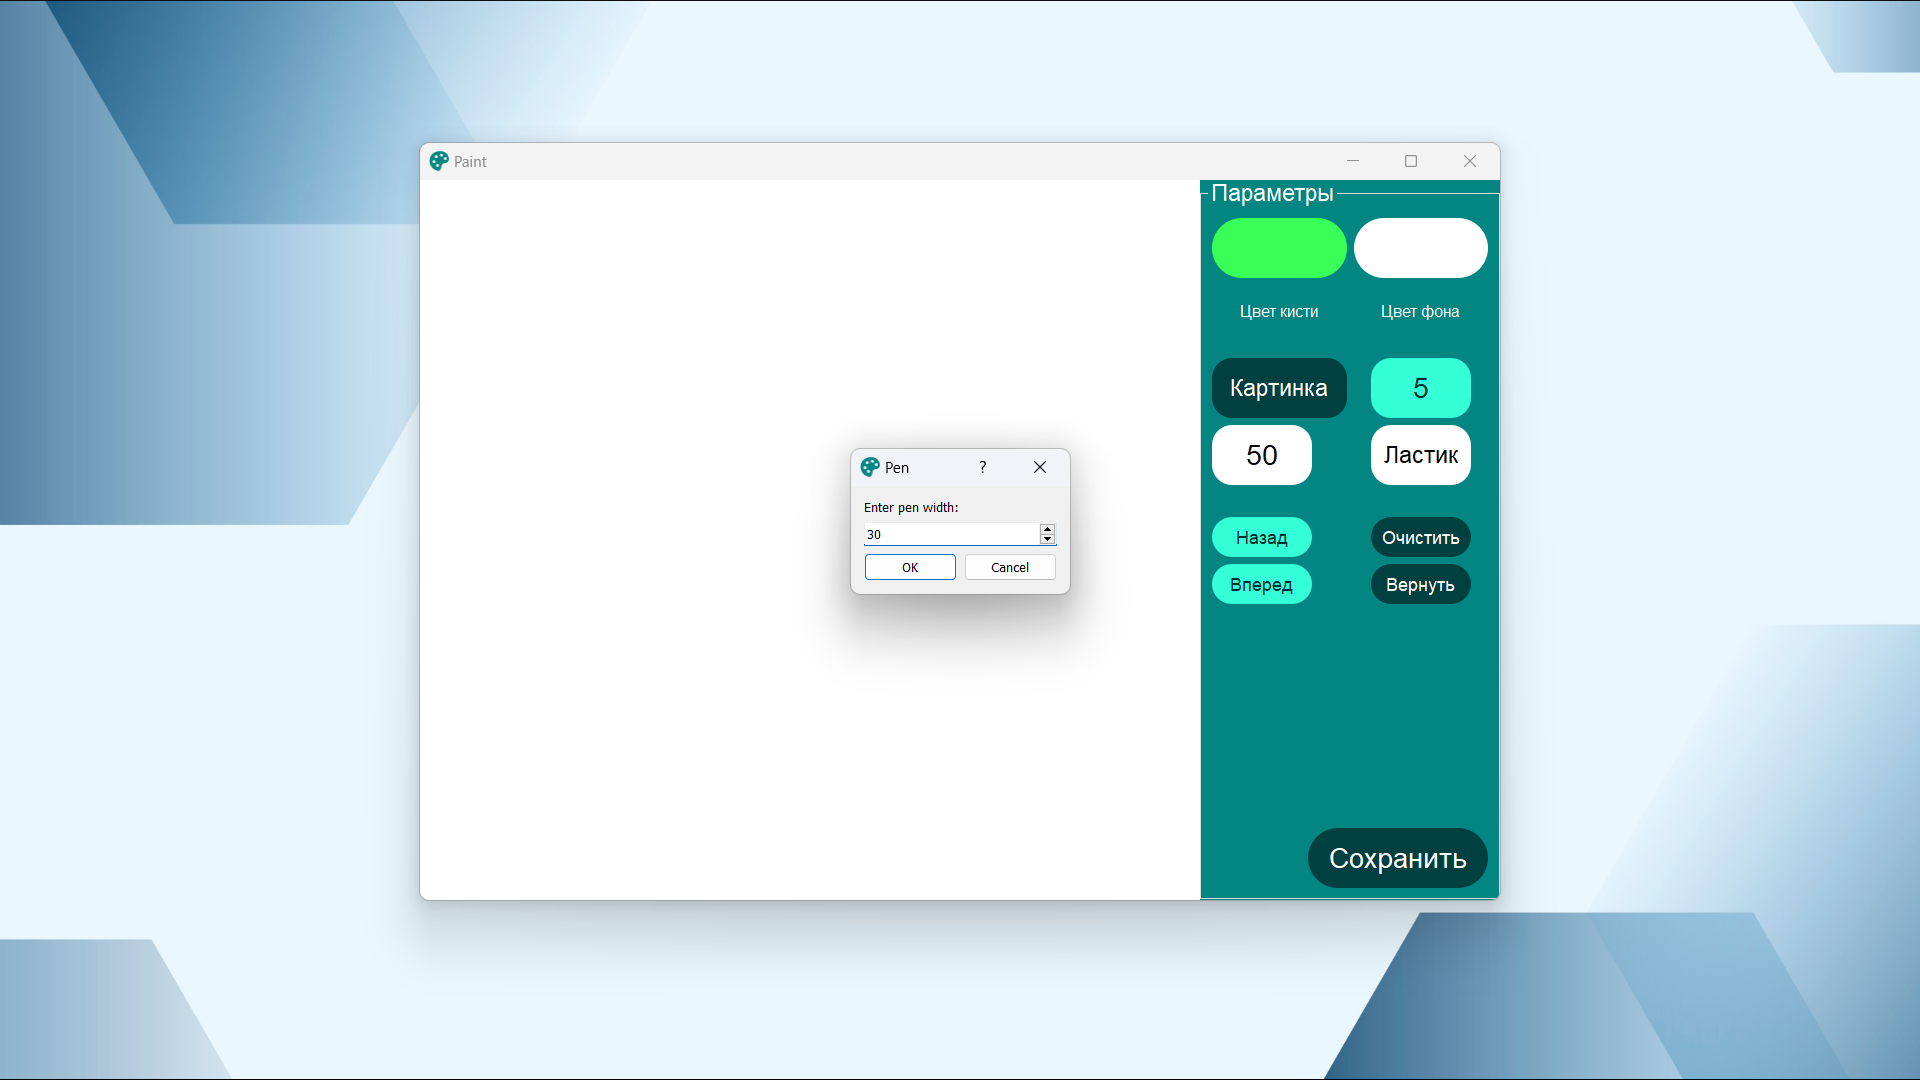 Paint
Параметры
Цвет кисти
Цвет фона
Картинка
5
50
Ластик
Pen
?
Enter pen width:
30
OK
Cancel
Назад
Очистить
Вперед
Вернуть
Сохранить